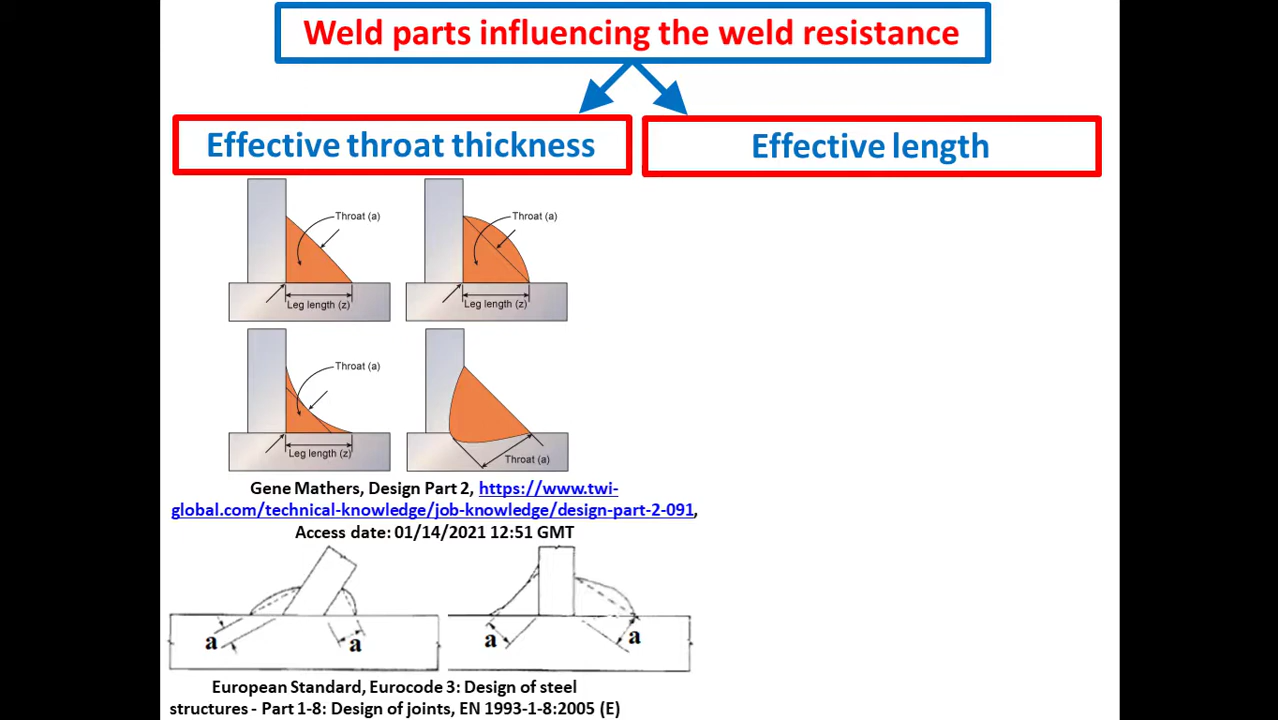 Weld parts influencing the weld resistance
Effective throat thickness
Effective length
Throat (a)
Leg length (z)
Throat (a)
Leg length (z)
Throat (a)
Leg length (z)
Throat (a)
Gene Mathers, Design Part 2, https://www.twi-
global.com/technical-knowledge/job-knowledge/design-part-2-091,
Access date: 01/14/2021 12:51 GMT
a
a
a
a
European Standard, Eurocode 3: Design of steel
structures - Part 1-8: Design of joints, EN 1993-1-8:2005 (E)